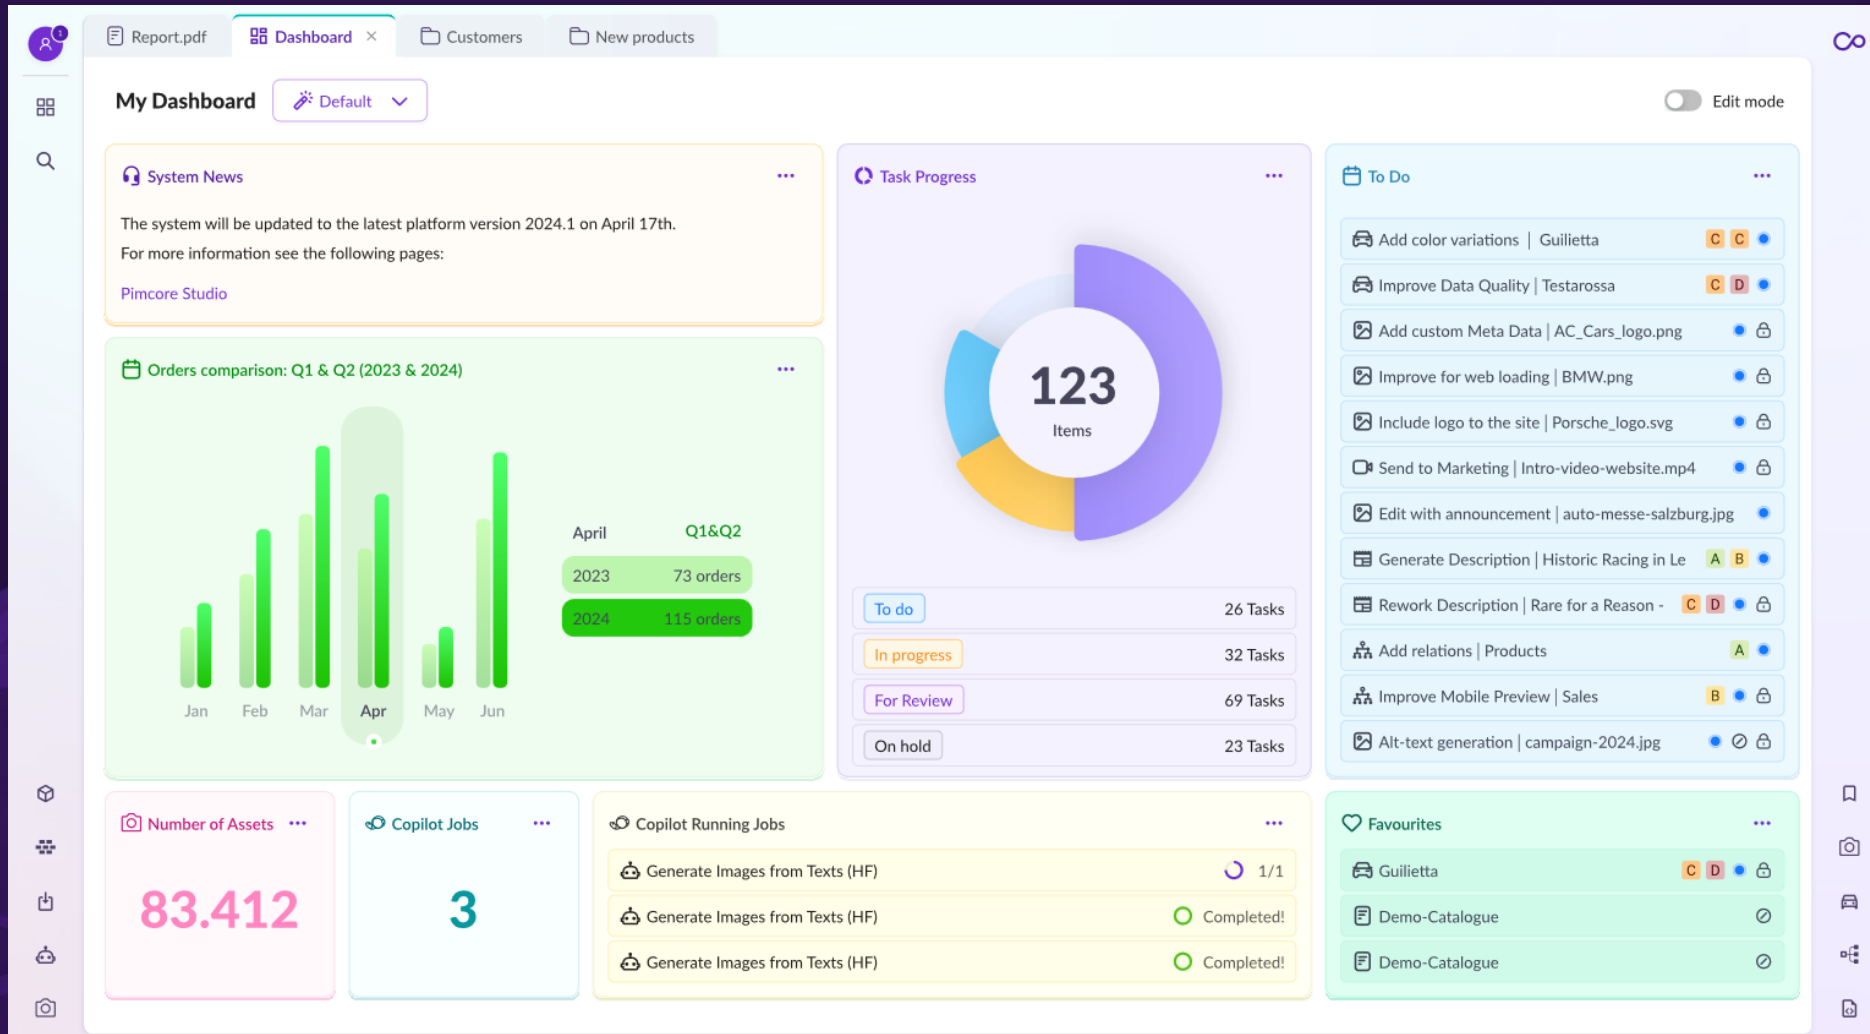 1
Report.pdf
Dashboard
Customers
New products
My Dashboard
Default
Edit mode
System News
The system will be updated to the latest platform version 2024.1 on April 17th.
For more information see the following pages:
Pimcore Studio
Orders comparison: Q1 & Q2 (2023 & 2024)
April Q1&Q2
2023 73 orders
2024 115 orders
Jan Feb Mar Apr May Jun
Task Progress
123
Items
To do 26 Tasks
In progress 32 Tasks
For Review 69 Tasks
On hold 23 Tasks
To Do
Add color variations | Guilietta C C
Improve Data Quality | Testarossa C D
Add custom Meta Data | AC_Cars_logo.png
Improve for web loading | BMW.png
Include logo to the site | Porsche_logo.svg
Send to Marketing | Intro-video-website.mp4
Edit with announcement | auto-messe-salzburg.jpg
Generate Description | Historic Racing in Le A B
Rework Description | Rare for a Reason - C D
Add relations | Products A
Improve Mobile Preview | Sales B
Alt-text generation | campaign-2024.jpg
Number of Assets
83.412
Copilot Jobs
3
Copilot Running Jobs
Generate Images from Texts (HF) 1/1
Generate Images from Texts (HF) Completed!
Generate Images from Texts (HF) Completed!
Favourites
Guilietta C D
Demo-Catalogue
Demo-Catalogue